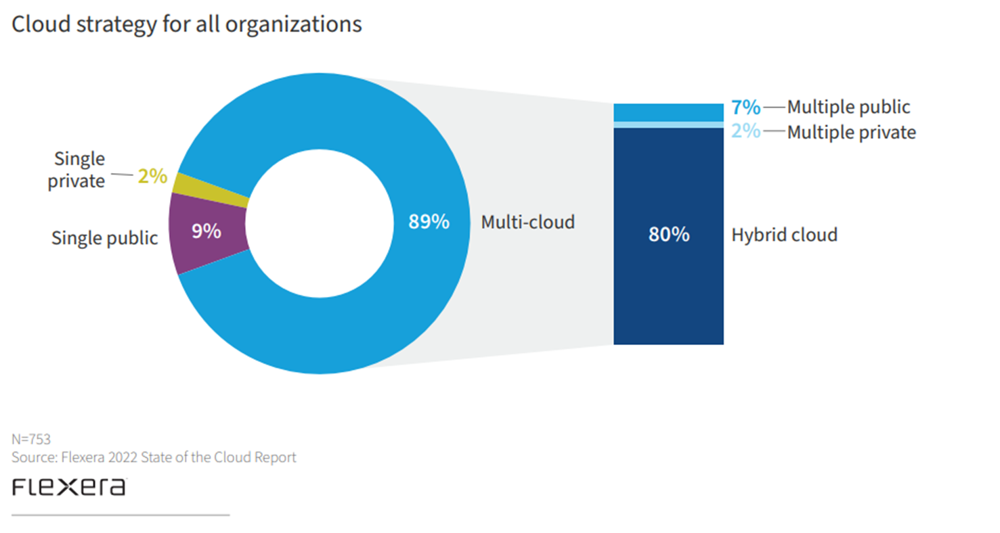 Cloud strategy for all organizations
Single
private
2%
Single public
9%
89%
Multi-cloud
7%
Multiple public
2%
Multiple private
80%
Hybrid cloud
N=753
Source: Flexera 2022 State of the Cloud Report
FLEXERA